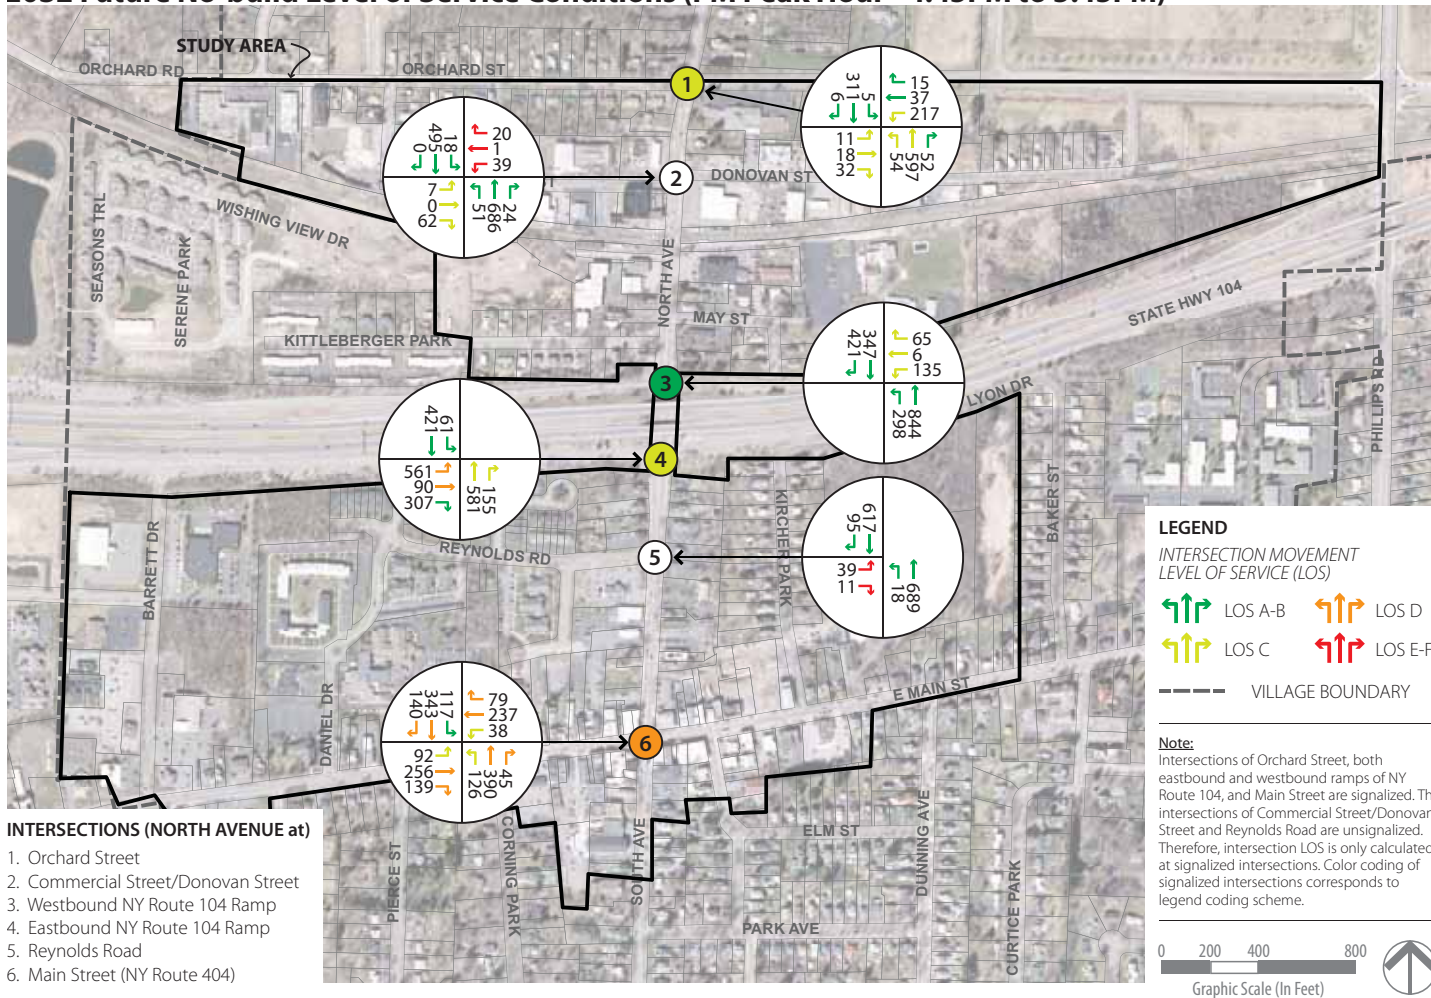 STUDY AREA
ORCHARD RD
ORCHARD ST
1
311
6
5
15
37
217
11
18
32
54
597
52
495
0
18
20
1
39
7
0
62
51
686
24
2
DONOVAN ST
SEASONS TRL
WISHING VIEW DR
SERENE PARK
NORTH AVE
MAY ST
KITTLEBERGER PARK
STATE HWY 104
PHILLIPS RD
3
421
347
65
6
135
298
844
LYON DR
421
61
561
90
307
581
155
4
KIRCHER PARK
BAKER ST
BARRETT DR
REYNOLDS RD
5
95
617
39
11
18
689
LEGEND
INTERSECTION MOVEMENT
LEVEL OF SERVICE (LOS)
LOS A-B
LOS D
LOS C
LOS E-F
VILLAGE BOUNDARY
E MAIN ST
DANIEL DR
140
343
117
79
237
38
92
256
139
126
390
45
6
Note:
Intersections of Orchard Street, both
eastbound and westbound ramps of NY
Route 104, and Main Street are signalized.
intersections of Commercial Street/Donovan
Street and Reynolds Road are unsignalized.
Therefore, intersection LOS is only calculated
at signalized intersections. Color coding of
signalized intersections corresponds to
legend coding scheme.
INTERSECTIONS (NORTH AVENUE at)
1. Orchard Street
2. Commercial Street/Donovan Street
3. Westbound NY Route 104 Ramp
4. Eastbound NY Route 104 Ramp
5. Reynolds Road
6. Main Street (NY Route 404)
PIERCE ST
CORNING PARK
SOUTH AVE
ELM ST
DUNNING AVE
PARK AVE
CURTICE PARK
0 200 400 800
Graphic Scale (In Feet)